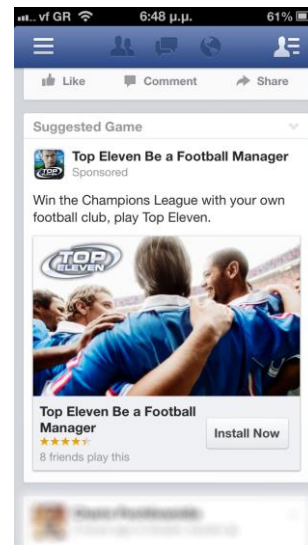 vf GR 6:48 μ.μ. 61%
Like Comment Share
Suggested Game
Top Eleven Be a Football Manager
Sponsored
Win the Champions League with your own
football club, play Top Eleven.
TOP
ELEVEN
Top Eleven Be a Football
Manager
Install Now
8 friends play this